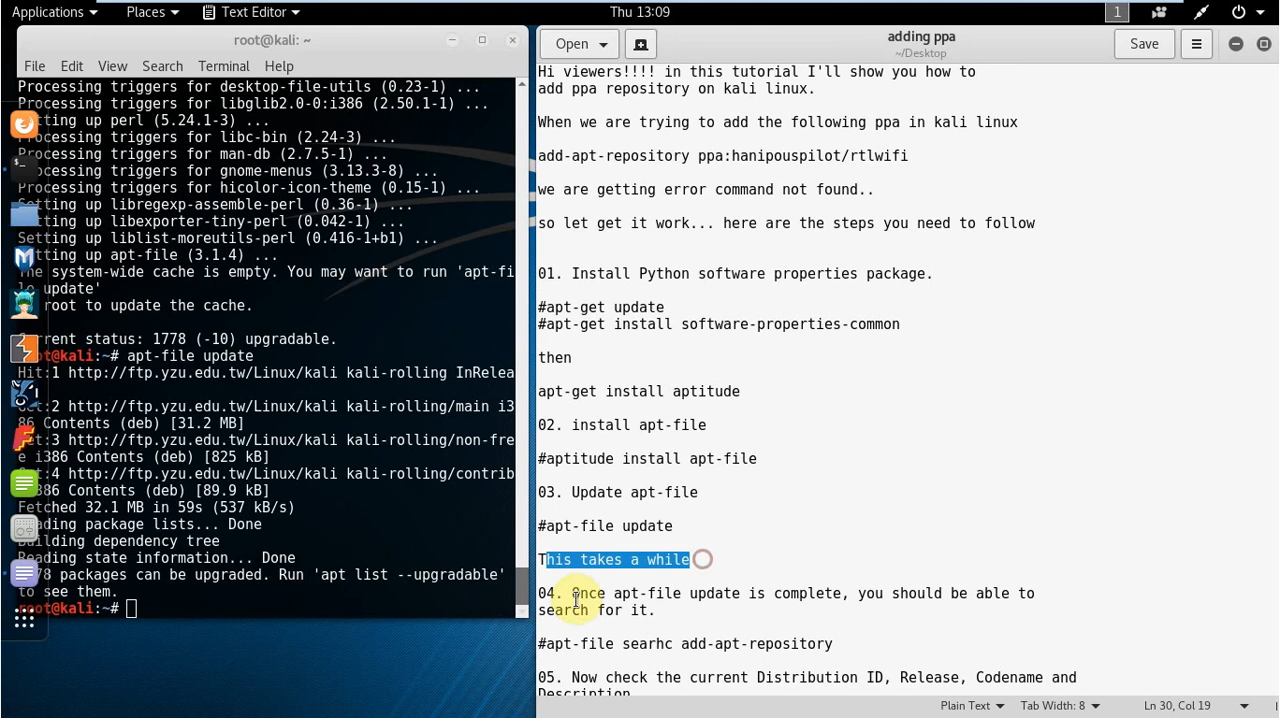 Applications
Places
Text Editor
Thu 13:09
1
root@kali: ~
File Edit View Search Terminal Help
Processing triggers for desktop-file-utils (0.23-1) ...
Processing triggers for libglib2.0-0:i386 (2.50.1-1) ...
etting up perl (5.24.1-3) ...
Processing triggers for libc-bin (2.24-3) ...
Processing triggers for man-db (2.7.5-1) ...
Processing triggers for gnome-menus (3.13.3-8) ...
Processing triggers for hicolor-icon-theme (0.15-1) ...
Setting up libregexp-assemble-perl (0.36-1) ...
etting up libexporter-tiny-perl (0.042-1) ...
Setting up liblist-moreutils-perl (0.416-1+b1) ...
etting up apt-file (3.1.4) ...
The system-wide cache is empty. You may want to run 'apt-fi
le update'
root to update the cache.
rrent status: 1778 (-10) upgradable.
root@kali:~# apt-file update
Hit:1 http://ftp.yzu.edu.tw/Linux/kali kali-rolling InRelea
et:2 http://ftp.yzu.edu.tw/Linux/kali kali-rolling/main i3
86 Contents (deb) [31.2 MB]
et:3 http://ftp.yzu.edu.tw/Linux/kali kali-rolling/non-fre
e i386 Contents (deb) [825 kB]
et:4 http://ftp.yzu.edu.tw/Linux/kali kali-rolling/contrib
i386 Contents (deb) [89.9 kB]
Fetched 32.1 MB in 59s (537 kB/s)
eading package lists... Done
Building dependency tree
Reading state information... Done
1778 packages can be upgraded. Run 'apt list --upgradable'
to see them.
root@kali:~#
Open
adding ppa
~/Desktop
Save
Hi viewers!!!! in this tutorial I'll show you how to
add ppa repository on kali linux.
When we are trying to add the following ppa in kali linux
add-apt-repository ppa:hanipouspilot/rtlwifi
we are getting error command not found..
so let get it work... here are the steps you need to follow
01. Install Python software properties package.
#apt-get update
#apt-get install software-properties-common
then
apt-get install aptitude
02. install apt-file
#aptitude install apt-file
03. Update apt-file
#apt-file update
This takes a while
04. Once apt-file update is complete, you should be able to
search for it.
#apt-file searhc add-apt-repository
05. Now check the current Distribution ID, Release, Codename and
Description
Plain Text
Tab Width: 8
Ln 30, Col 19